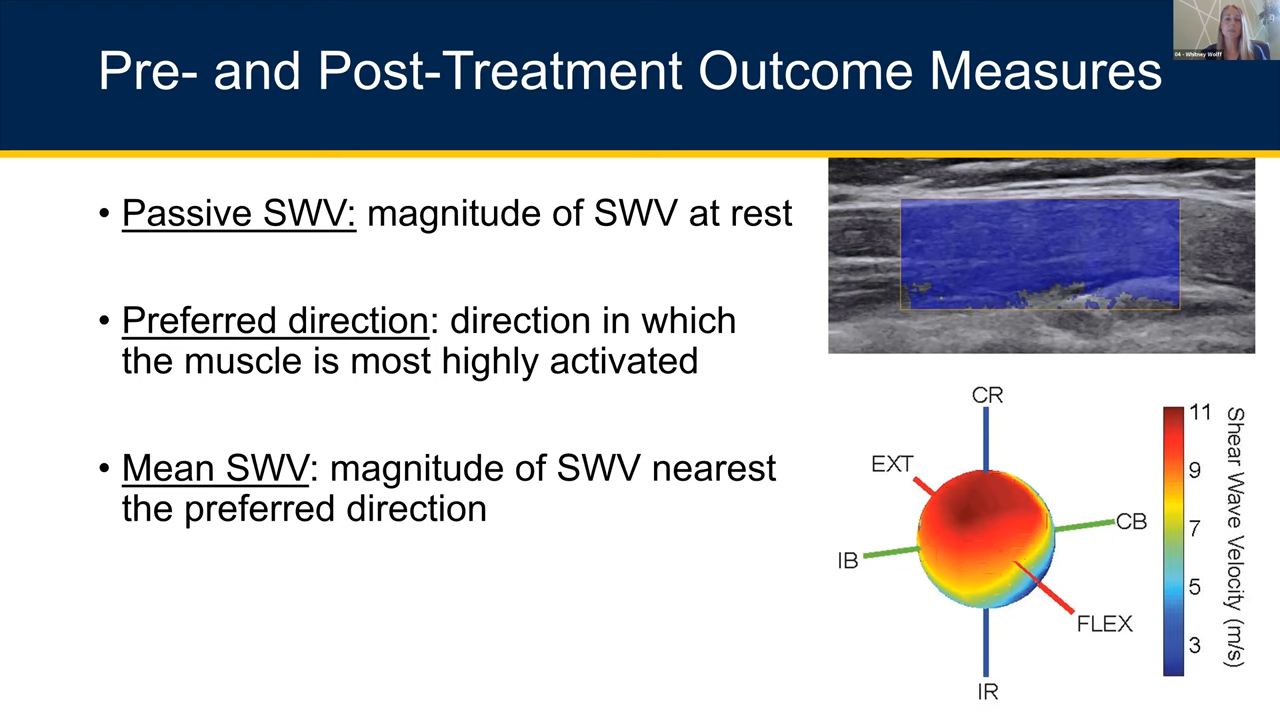 Pre- and Post-Treatment Outcome Measures
04 - Whitney Wolff
• Passive SWV: magnitude of SWV at rest
• Preferred direction: direction in which
the muscle is most highly activated
• Mean SWV: magnitude of SWV nearest
the preferred direction
CR
EXT
CB
IB
FLEX
IR
11
9
7
5
3
Shear Wave Velocity (m/s)